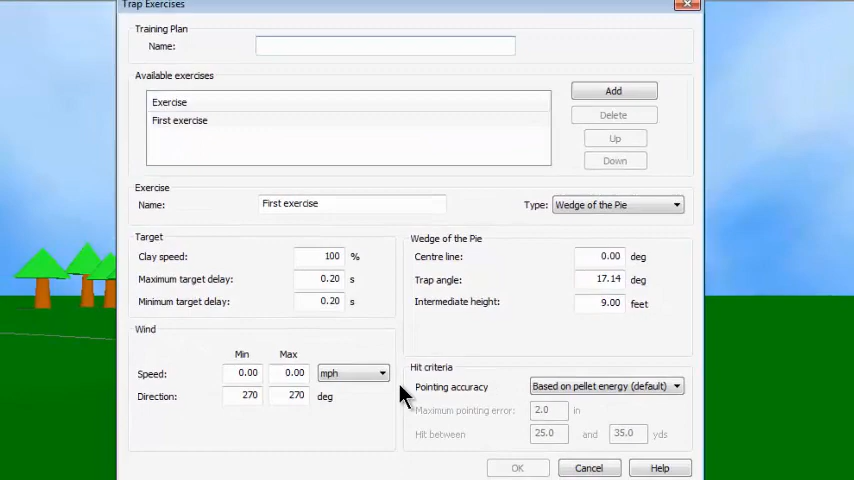 Trap Exercises
Training Plan
Name:
Available exercises
Exercise
First exercise
Add
Delete
Up
Down
Exercise
Name: First exercise
Type: Wedge of the Pie
Target
Clay speed: 100 %
Maximum target delay: 0.20 s
Minimum target delay: 0.20 s
Wedge of the Pie
Centre line: 0.00 deg
Trap angle: 17.14 deg
Intermediate height: 9.00 feet
Wind
Min Max
Speed: 0.00 0.00 mph
Direction: 270 270 deg
Hit criteria
Pointing accuracy Based on pellet energy (default)
Maximum pointing error: 2.0 in
Hit between 25.0 and 35.0 yds
OK Cancel Help